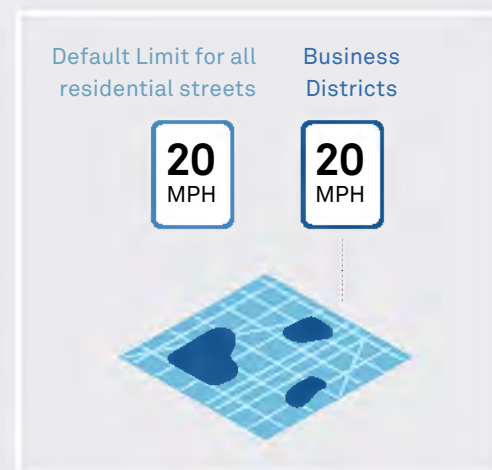 Default Limit for all
residential streets
Business
Districts
20
MPH
20
MPH